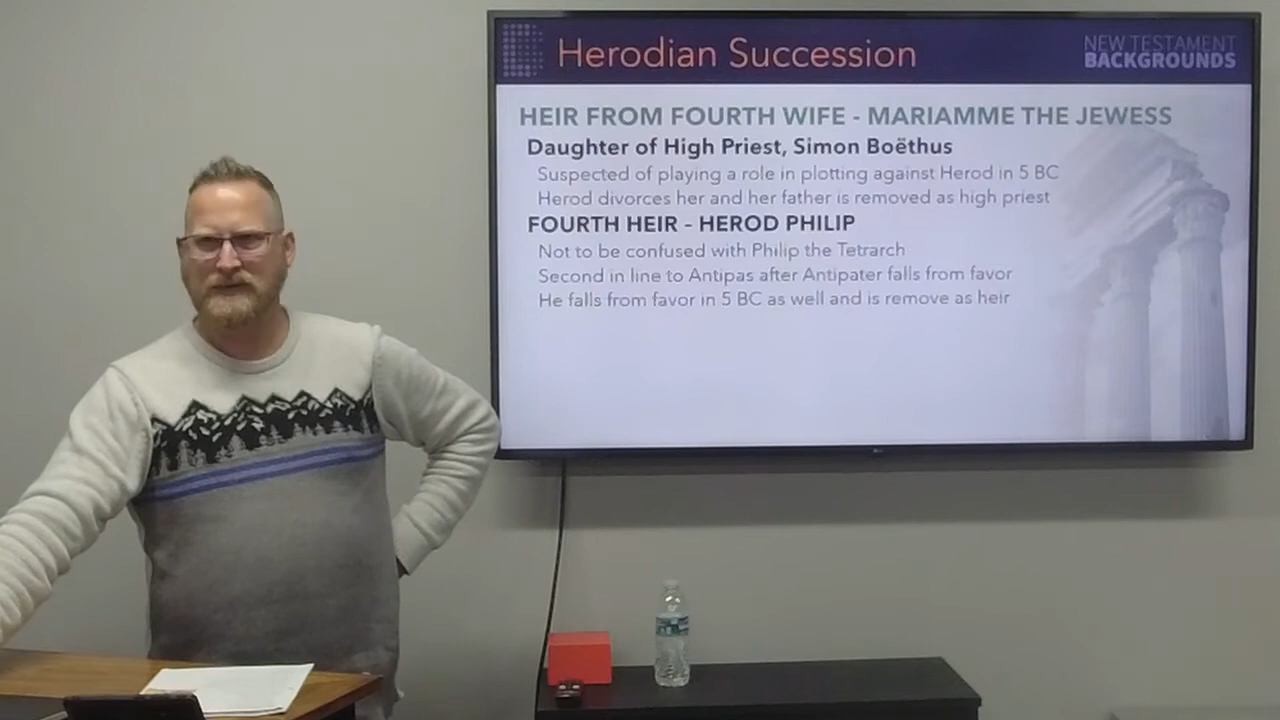 Herodian Succession
NEW TESTAMENT
BACKGROUNDS
HEIR FROM FOURTH WIFE - MARIAMME THE JEWESS
Daughter of High Priest, Simon Boëthus
Suspected of playing a role in plotting against Herod in 5 BC
Herod divorces her and her father is removed as high priest
FOURTH HEIR – HEROD PHILIP
Not to be confused with Philip the Tetrarch
Second in line to Antipas after Antipater falls from favor
He falls from favor in 5 BC as well and is remove as heir